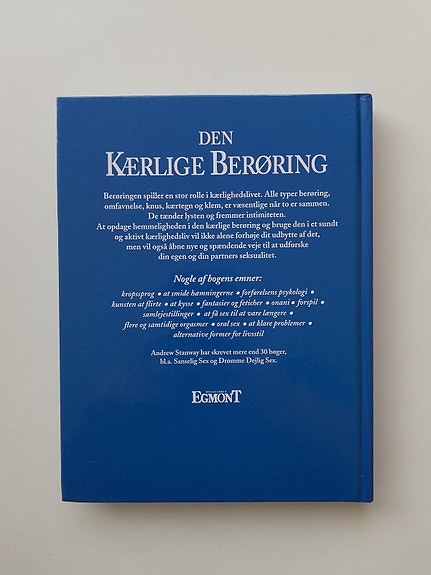 DEN
KÆRLIGE BERØRING
Berøringen spiller en stor rolle i kærlighedslivet. Alle typer berøring,
omfavnelse, knus, kærtegn og klem, er væsentlige når to er sammen.
De tænder lysten og fremmer intimiteten.
At opdage hemmeligheden i den kærlige berøring og bruge den i et sundt
og aktivt kærlighedsliv vil ikke alene forhøje dit udbytte af det,
men vil også åbne nye og spændende veje til at udforske
din egen og din partners seksualitet.
Nogle af bogens emner:
kropssprog • at smide hæmningerne • forførelsens psykologi •
kunsten at flirte • at kysse • fantasier og feticher • onani • forspil •
samlejestillinger • at få sex til at vare længere •
flere og samtidige orgasmer • oral sex • at klare problemer •
alternative former for livsstil
Andrew Stanway har skrevet mere end 30 bøger,
bl.a. Sanselig Sex og Drømme Dejlig Sex.
EGMONT